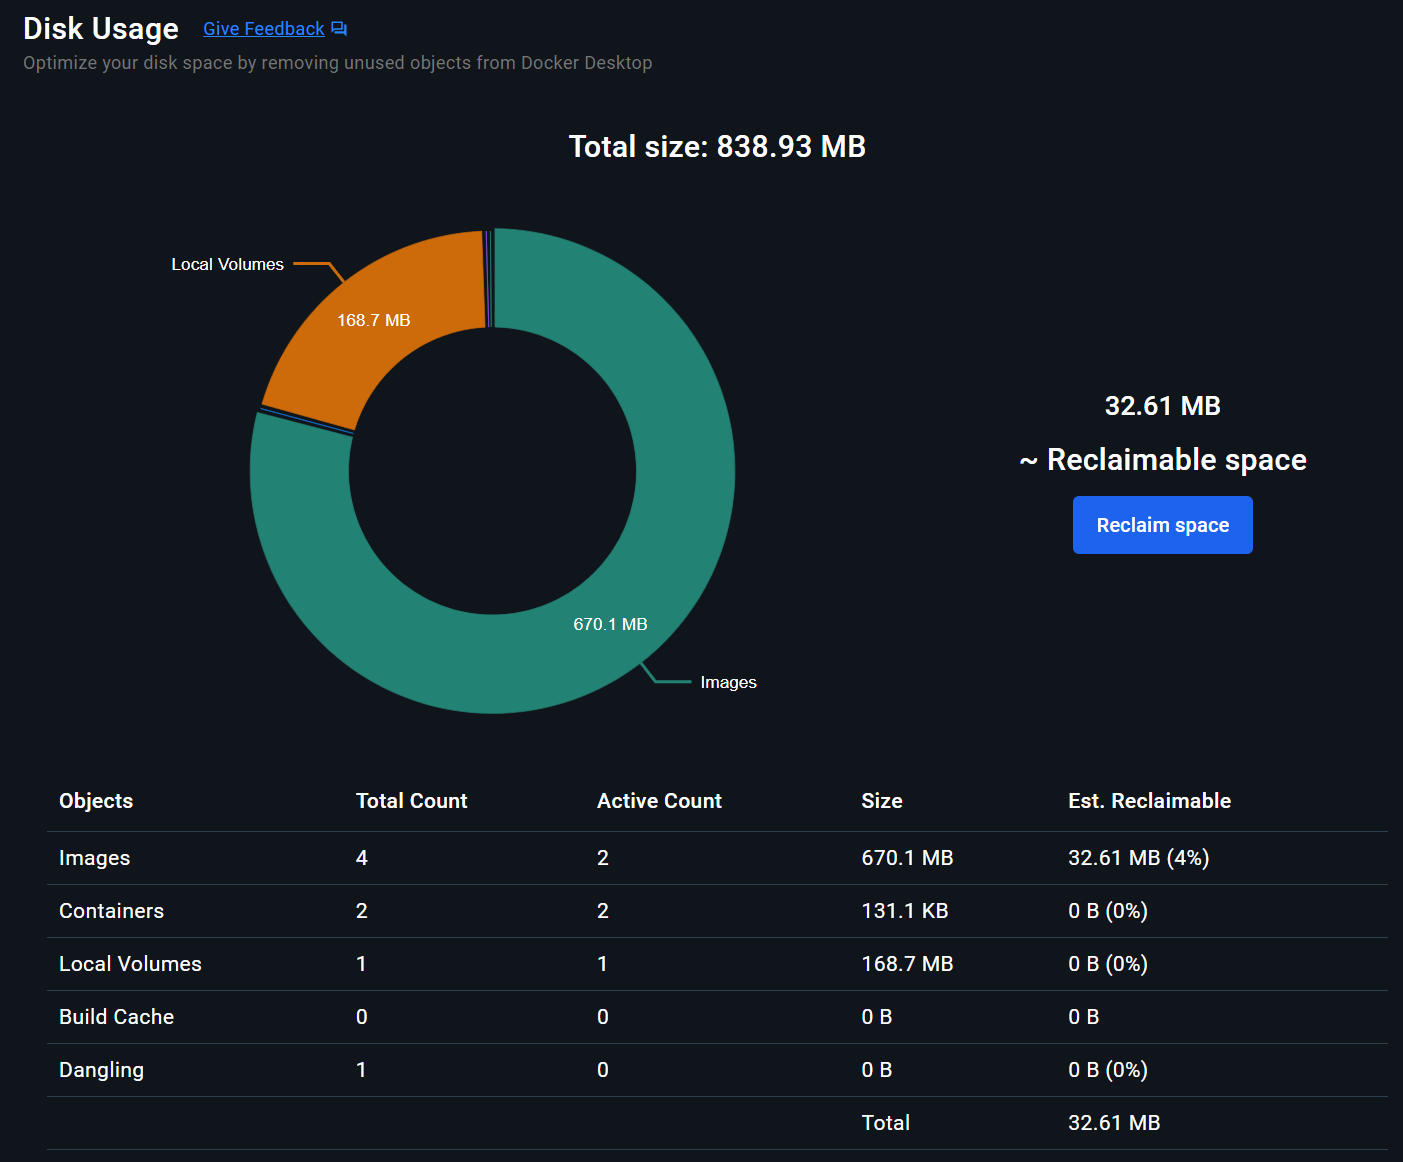 Disk Usage Give Feedback
Optimize your disk space by removing unused objects from Docker Desktop
Total size: 838.93 MB
Local Volumes
168.7 MB
32.61 MB
~ Reclaimable space
Reclaim space
670.1 MB
Images
Objects Total Count Active Count Size Est. Reclaimable
Images 4 2 670.1 MB 32.61 MB (4%)
Containers 2 2 131.1 KB 0 B (0%)
Local Volumes 1 1 168.7 MB 0 B (0%)
Build Cache 0 0 0 B 0 B
Dangling 1 0 0 B 0 B (0%)
Total 32.61 MB